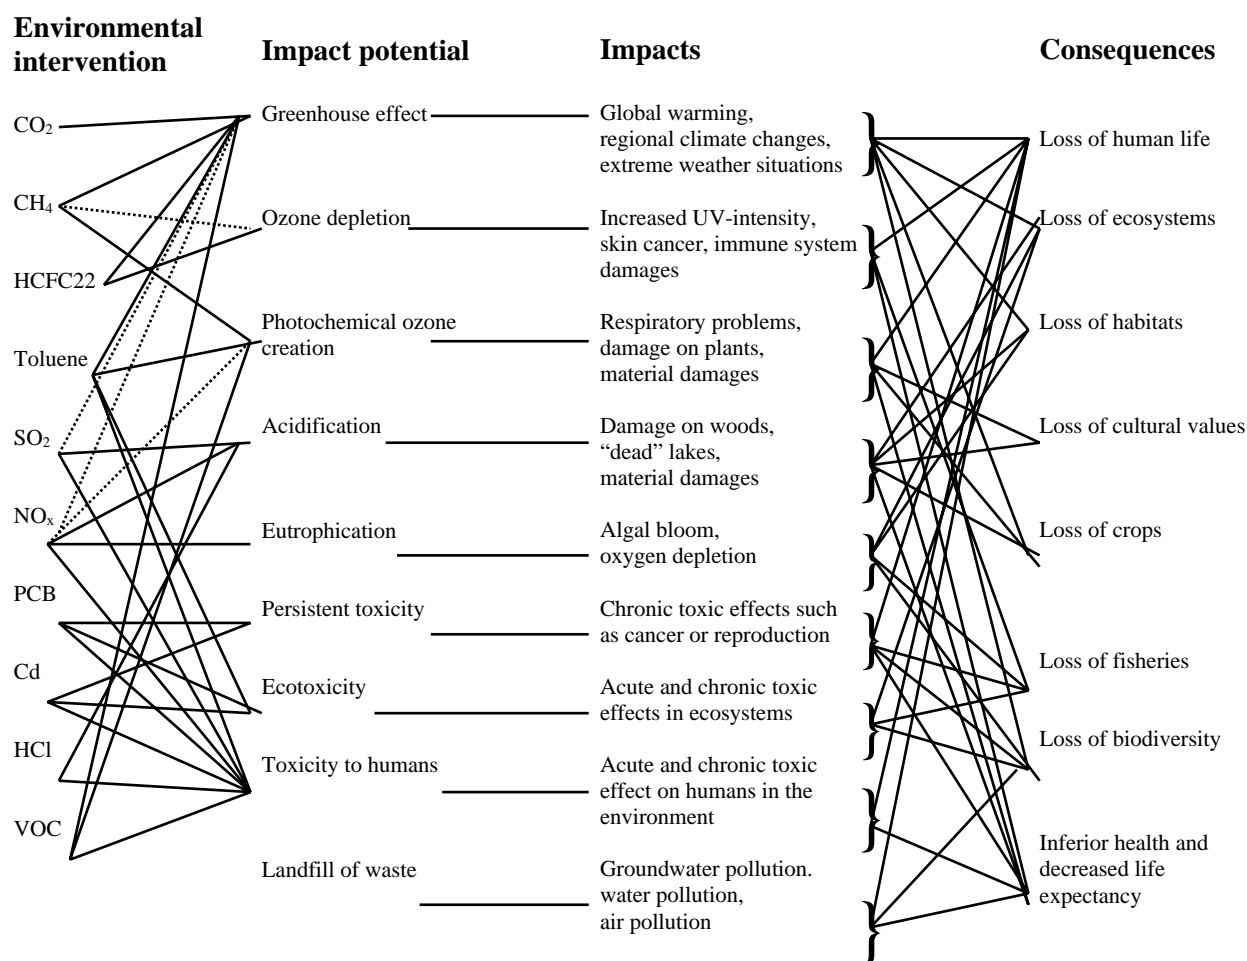 Environmental
intervention
Impact potential
Impacts
Consequences
CO₂
CH₄
HCFC22
Toluene
SO₂
NOₓ
PCB
Cd
HCl
VOC
Greenhouse effect
Ozone depletion
Photochemical ozone
creation
Acidification
Eutrophication
Persistent toxicity
Ecotoxicity
Toxicity to humans
Landfill of waste
Global warming,
regional climate changes,
extreme weather situations
Increased UV-intensity,
skin cancer, immune system
damages
Respiratory problems,
damage on plants,
material damages
Damage on woods,
“dead” lakes,
material damages
Algal bloom,
oxygen depletion
Chronic toxic effects such
as cancer or reproduction
Acute and chronic toxic
effects in ecosystems
Acute and chronic toxic
effect on humans in the
environment
Groundwater pollution.
water pollution,
air pollution
Loss of human life
Loss of ecosystems
Loss of habitats
Loss of cultural values
Loss of crops
Loss of fisheries
Loss of biodiversity
Inferior health and
decreased life
expectancy